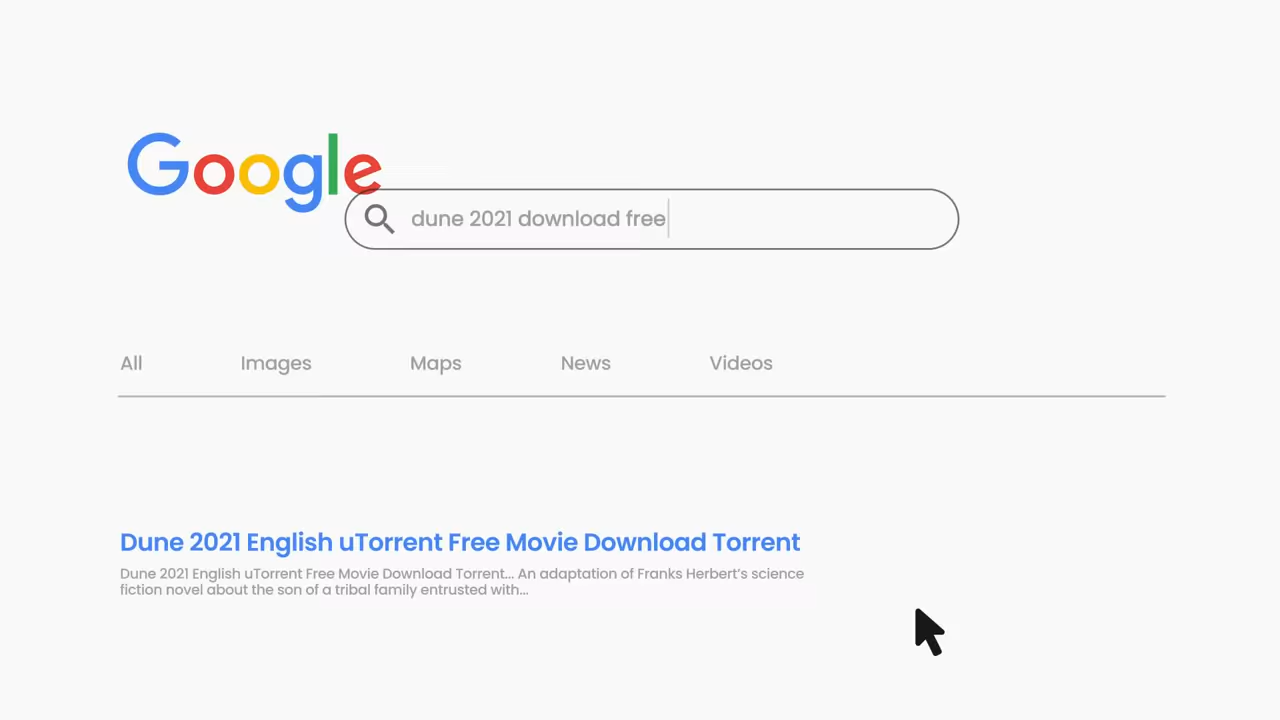 Google
dune 2021 download free
All Images Maps News Videos
Dune 2021 English uTorrent Free Movie Download Torrent
Dune 2021 English uTorrent Free Movie Download Torrent... An adaptation of Franks Herbert's science
fiction novel about the son of a tribal family entrusted with...